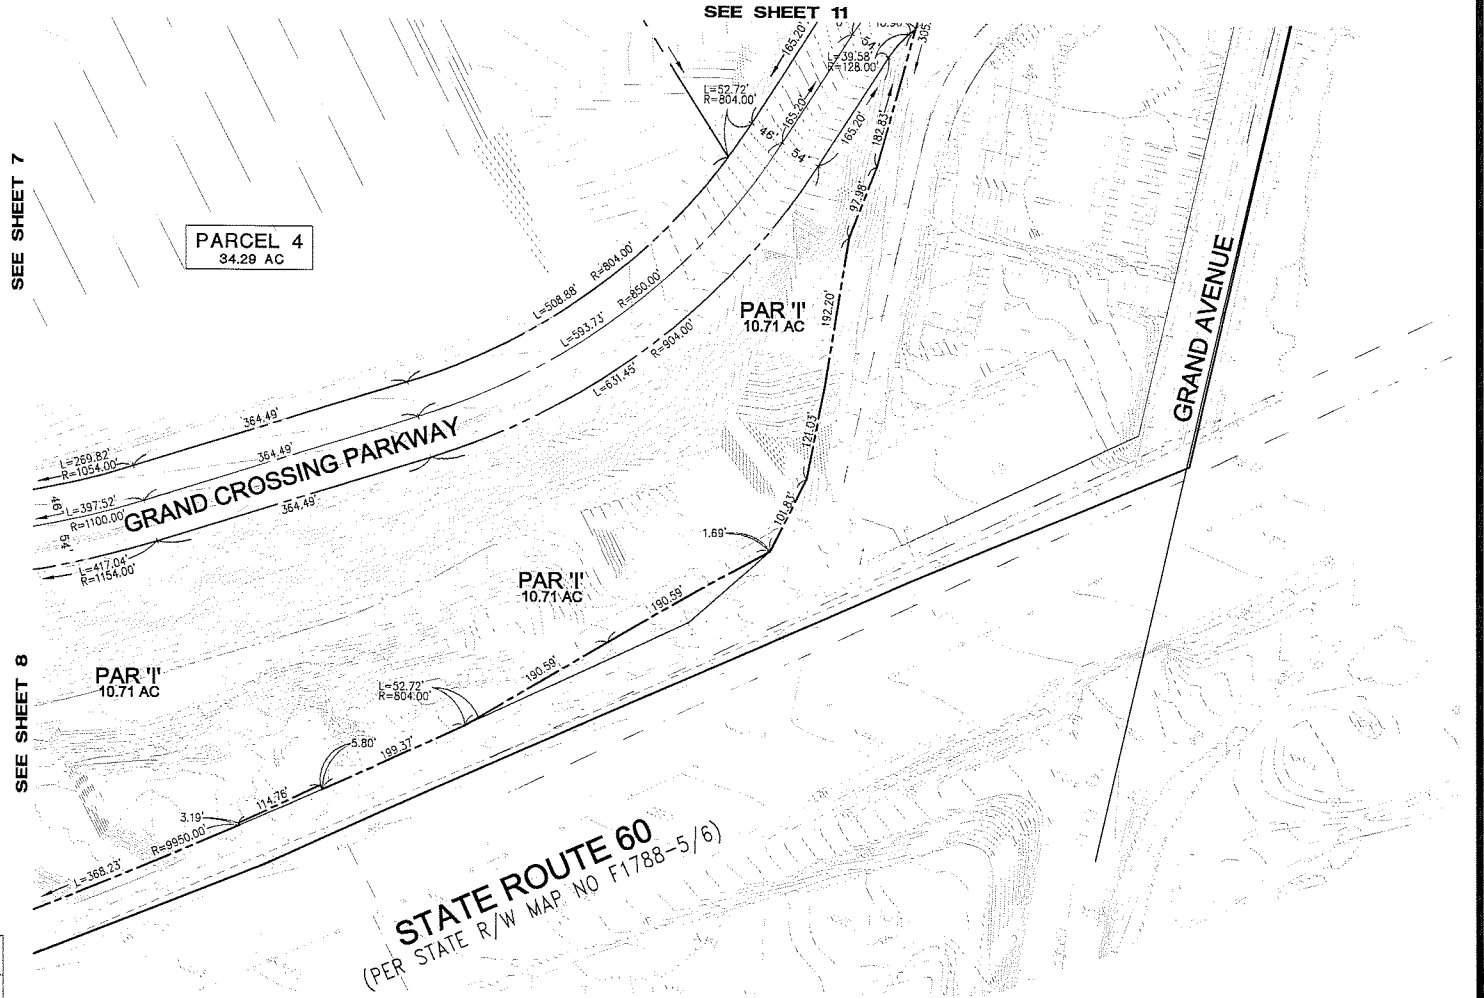 SEE SHEET 11
SEE SHEET 7
SEE SHEET 8
PARCEL 4
34.29 AC
165.20'
L=39.58'
R=128.00'
54'
305.
L=52.72'
R=804.00'
46'
165.20'
54'
165.20'
182.83'
97.98'
192.20'
121.03'
101.83'
1.69'
PAR 'I'
10.71 AC
GRAND AVENUE
L=508.88'
R=804.00'
L=593.73'
R=850.00'
L=631.45'
R=904.00'
364.49'
364.49'
364.49'
GRAND CROSSING PARKWAY
L=269.82'
R=1054.00'
46'
L=397.52'
R=1100.00'
54'
L=417.04'
R=1154.00'
PAR 'I'
10.71 AC
PAR 'I'
10.71 AC
190.59'
190.59'
L=52.72'
R=804.00'
199.37'
5.80'
114.76'
3.19'
R=9950.00'
L=368.23'
STATE ROUTE 60
(PER STATE R/W MAP NO F1788-5/6)